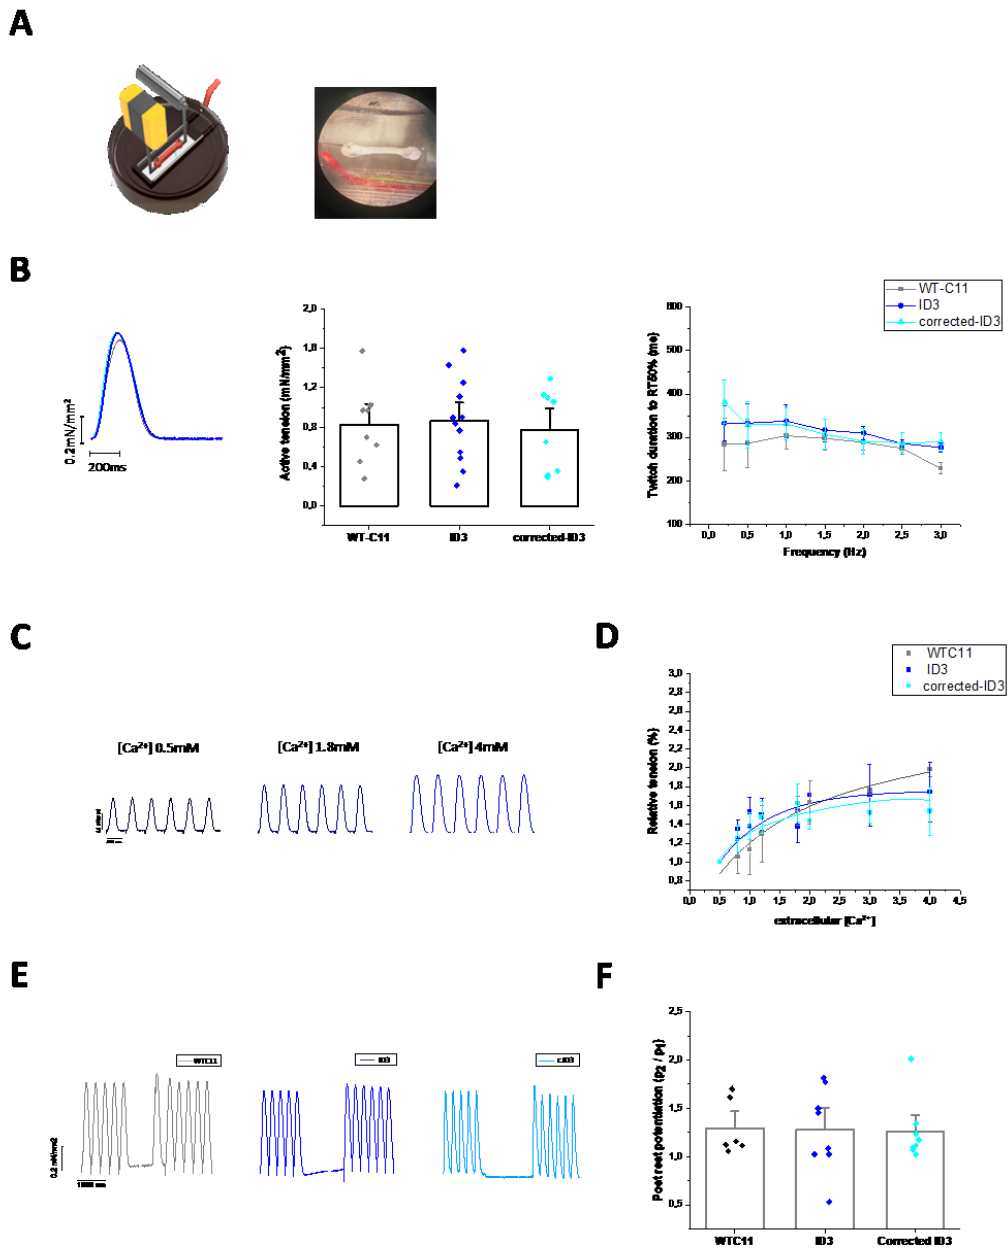 A
B
WT-C11
ID3
corrected-ID3
0.2mN/mm²
200ms
Active tension (mN/mm²)
2,0
1,6
1,2
0,8
0,4
0,0
WT-C11 ID3 corrected-ID3
Twitch duration to RT50% (ms)
600
500
400
300
200
100
0,0 0,5 1,0 1,5 2,0 2,5 3,0
Frequency (Hz)
C
[Ca²⁺] 0.5mM [Ca²⁺] 1.8mM [Ca²⁺] 4mM
D
WTC11
ID3
corrected-ID3
Relative tension (%)
3,0
2,8
2,6
2,4
2,2
2,0
1,8
1,6
1,4
1,2
1,0
0,8
0,0 0,5 1,0 1,5 2,0 2,5 3,0 3,5 4,0 4,5
extracellular [Ca²⁺]
E
WTC11
ID3
cID3
0.2 mN/mm2
1000 ms
F
Post rest potentiation (p2 / p1)
2,5
2,0
1,5
1,0
0,5
WTC11 ID3 Corrected ID3